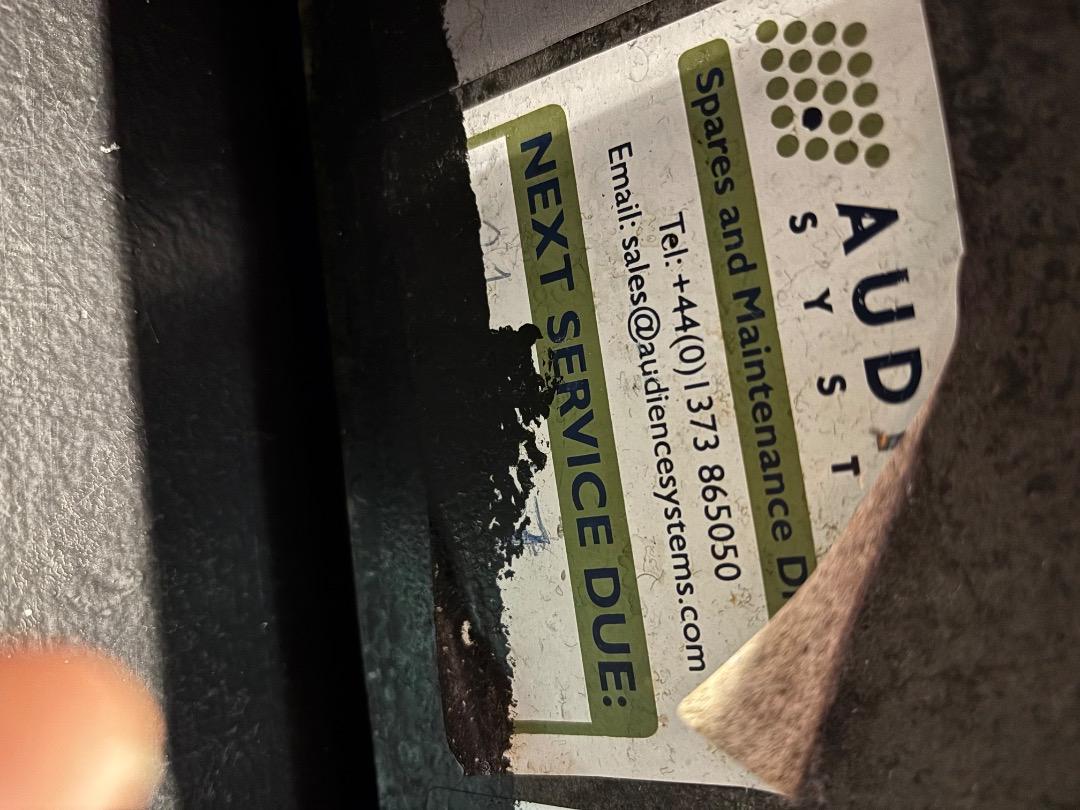 AUD
SYST
Spares and Maintenance D
Tel: +44(0)1373 865050
Email: sales@audiencesystems.com
NEXT SERVICE DUE: